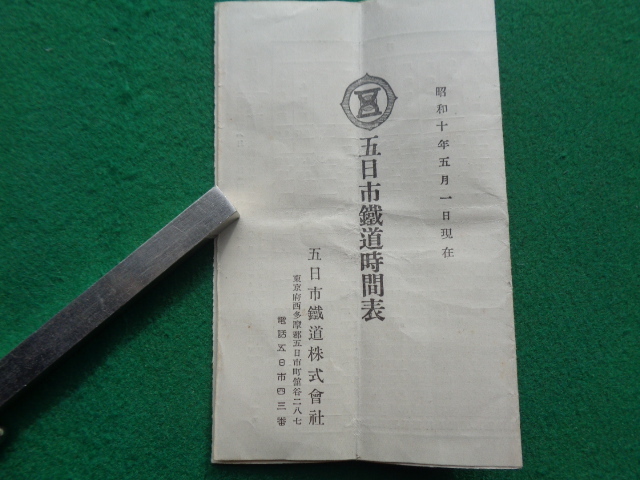 昭和十年五月一日現在
五日市鐵道時間表
五日市鐵道株式會社
東京府西多摩郡五日市町舘谷二八七
電話五日市四三番